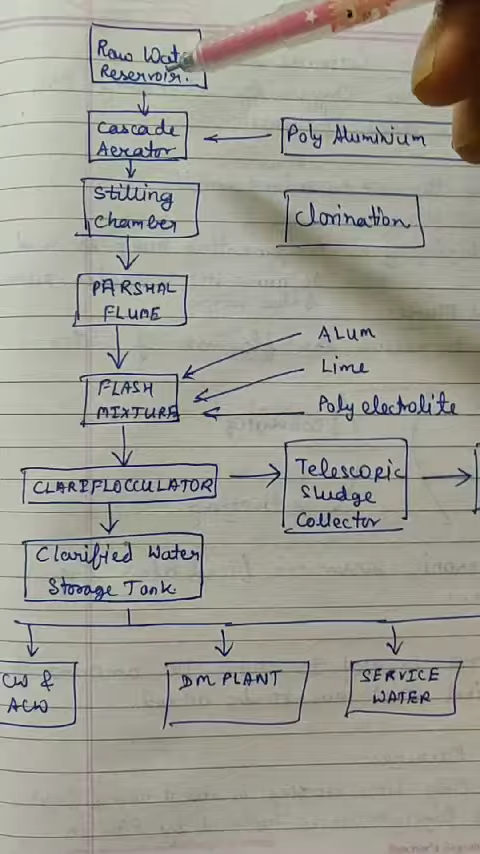 Raw Water
Reservoir.
Cascade
Aerator
Poly Aluminium
Stilling
Chamber
Clorination
PARSHAL
FLUME
ALUM
Lime
FLASH
MIXTURE
Poly electrolite
CLARIFLOCCULATOR
Telescopic
Sludge
Collector
Clarified Water
Storage Tank.
CW &
ACW
DM PLANT
SERVICE
WATER